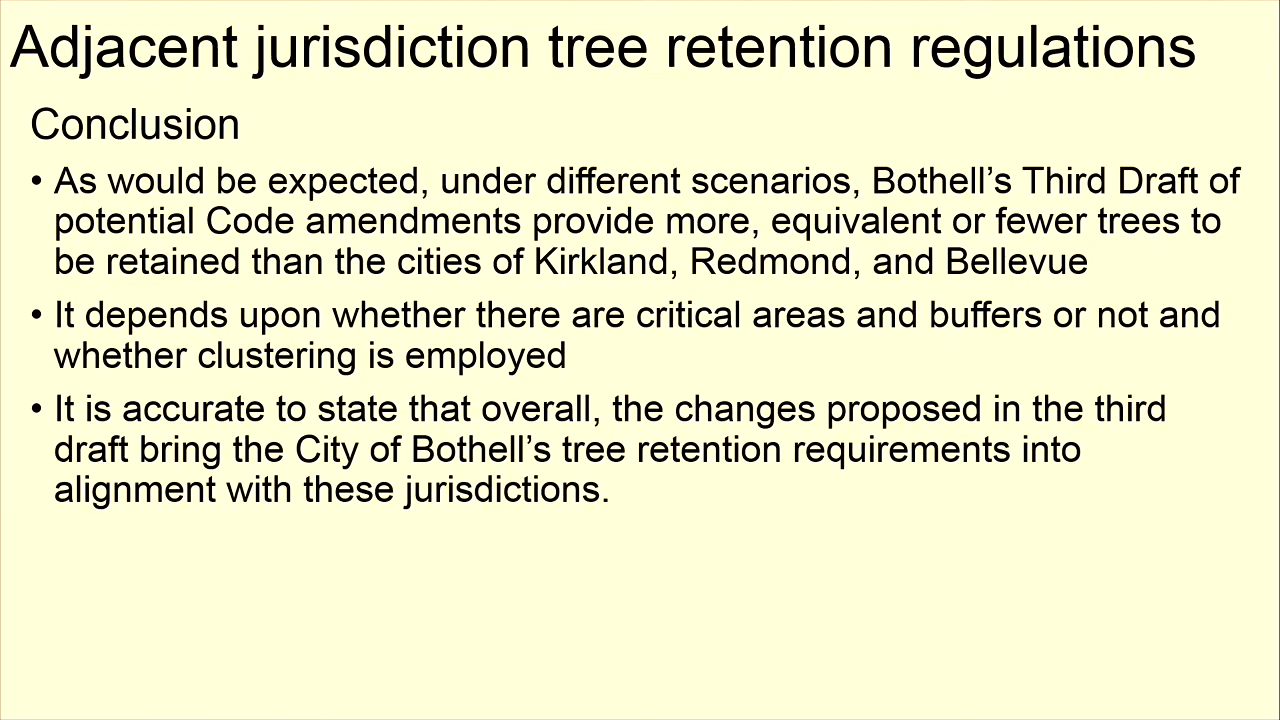 Adjacent jurisdiction tree retention regulations
Conclusion
• As would be expected, under different scenarios, Bothell’s Third Draft of
potential Code amendments provide more, equivalent or fewer trees to
be retained than the cities of Kirkland, Redmond, and Bellevue
• It depends upon whether there are critical areas and buffers or not and
whether clustering is employed
• It is accurate to state that overall, the changes proposed in the third
draft bring the City of Bothell’s tree retention requirements into
alignment with these jurisdictions.